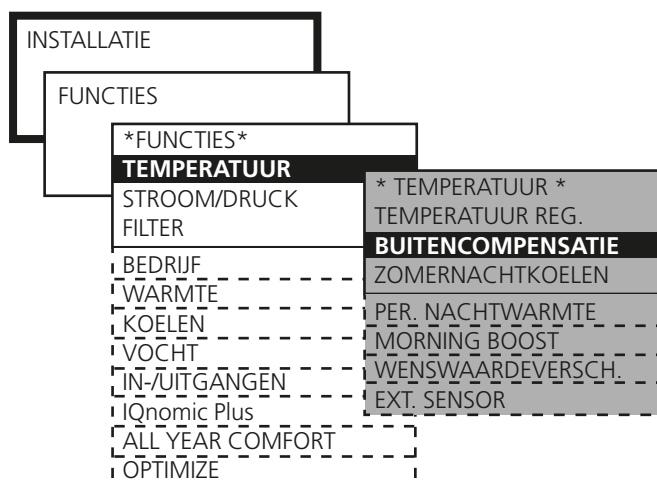 INSTALLATIE
FUNCTIES
*FUNCTIES*
TEMPERATUUR
STROOM/DRUCK
FILTER
BEDRIJF
WARMTE
KOELEN
VOCHT
IN-/UITGANGEN
IQnomic Plus
ALL YEAR COMFORT
OPTIMIZE
* TEMPERATUUR *
TEMPERATUUR REG.
BUITENCOMPENSATIE
ZOMERNACHTKOELEN
PER. NACHTWARMTE
MORNING BOOST
WENSWAARDEVERSCH.
EXT. SENSOR